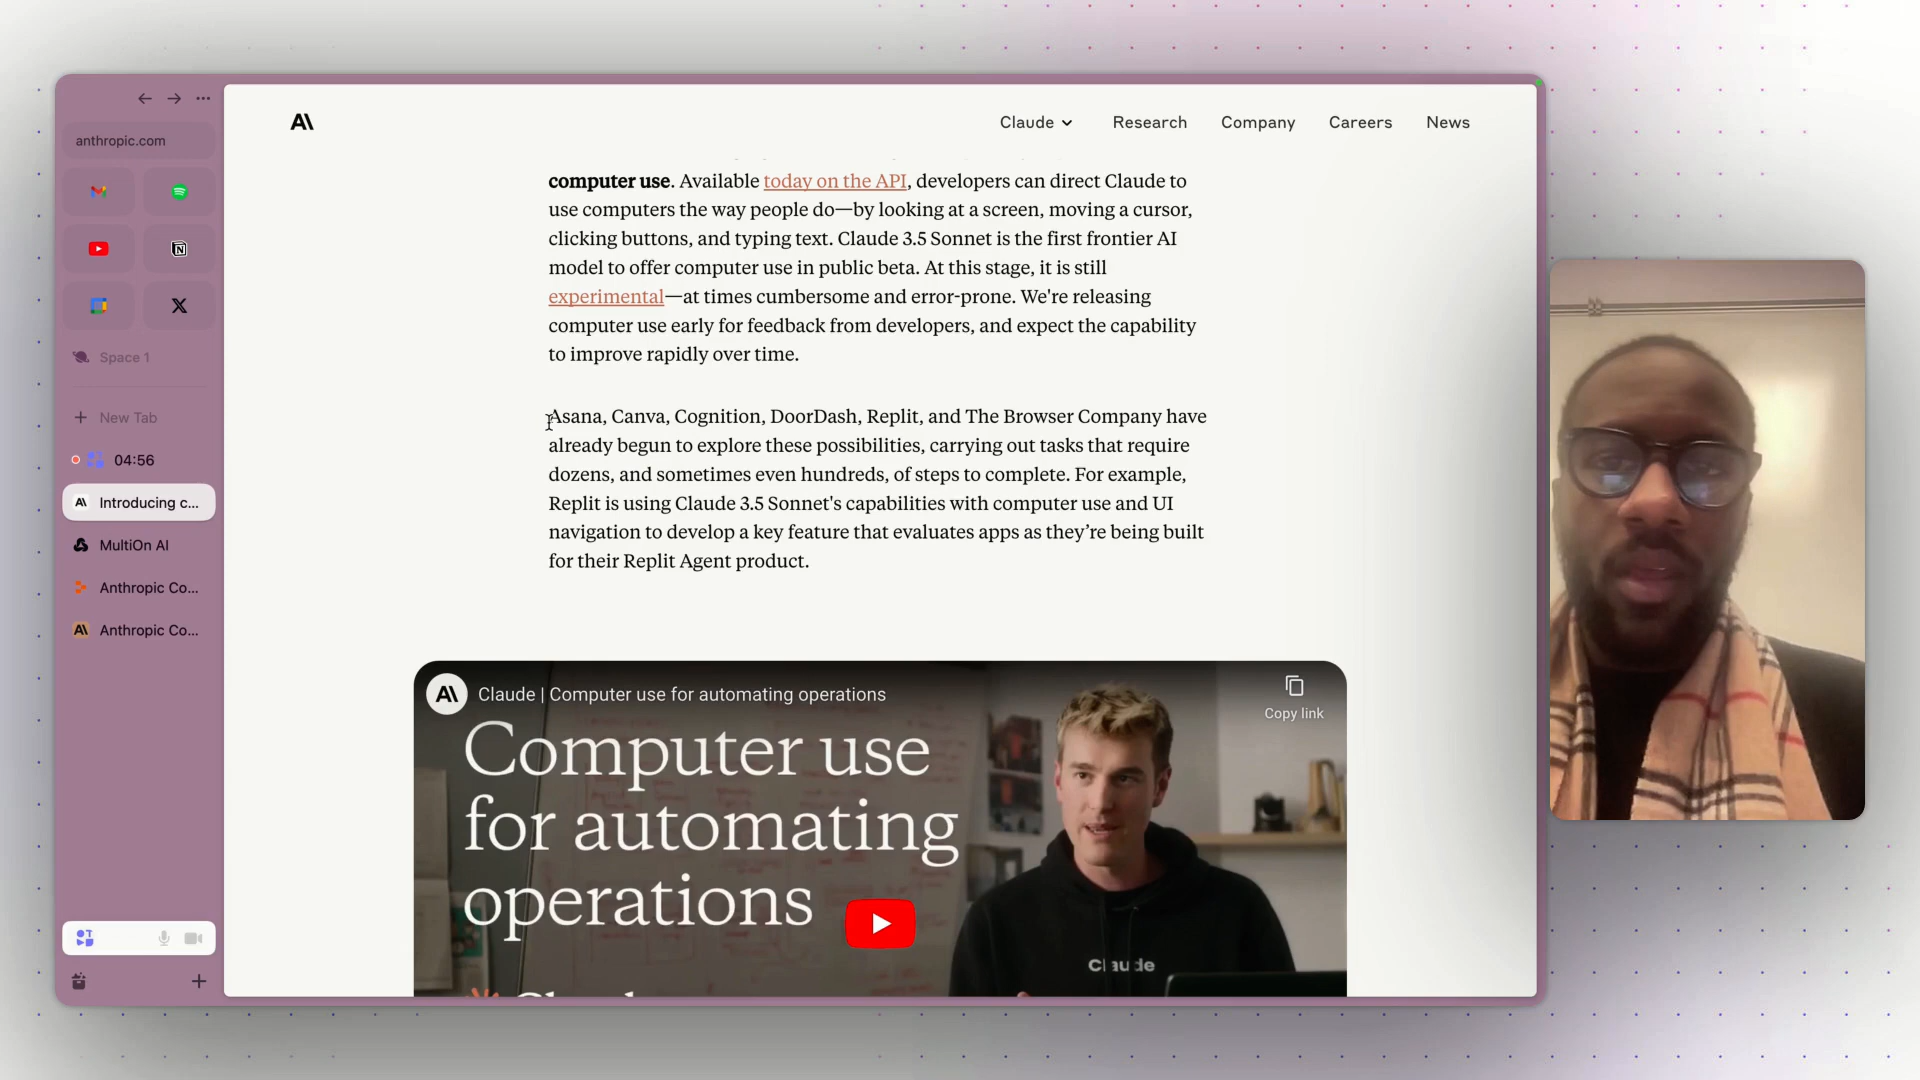 anthropic.com
Space 1
New Tab
04:56
Introducing c...
MultiOn AI
Anthropic Co...
Anthropic Co...
Claude
Research
Company
Careers
News
computer use. Available today on the API, developers can direct Claude to
use computers the way people do—by looking at a screen, moving a cursor,
clicking buttons, and typing text. Claude 3.5 Sonnet is the first frontier AI
model to offer computer use in public beta. At this stage, it is still
experimental—at times cumbersome and error-prone. We're releasing
computer use early for feedback from developers, and expect the capability
to improve rapidly over time.
Asana, Canva, Cognition, DoorDash, Replit, and The Browser Company have
already begun to explore these possibilities, carrying out tasks that require
dozens, and sometimes even hundreds, of steps to complete. For example,
Replit is using Claude 3.5 Sonnet's capabilities with computer use and UI
navigation to develop a key feature that evaluates apps as they’re being built
for their Replit Agent product.
Claude | Computer use for automating operations
Copy link
Computer use
for automating
operations
Claude